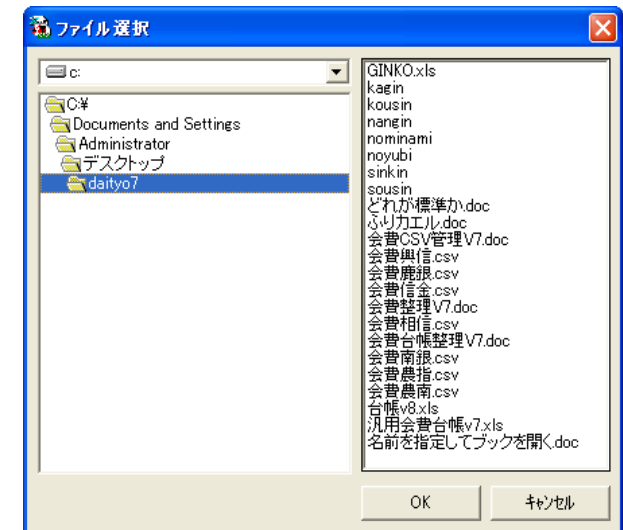 ファイル選択
c:
C:¥
Documents and Settings
Administrator
デスクトップ
daityo7
GINKO.xls
kagin
kousin
nangin
nominami
noyubi
sinkin
sousin
どれが標準か.doc
ふりカエル.doc
会費CSV管理V7.doc
会費興信.csv
会費鹿銀.csv
会費信金.csv
会費整理V7.doc
会費相信.csv
会費台帳整理V7.doc
会費南銀.csv
会費農指.csv
会費農南.csv
台帳v8.xls
汎用会費台帳v7.xls
名前を指定してブックを開く.doc
OK
キャンセル